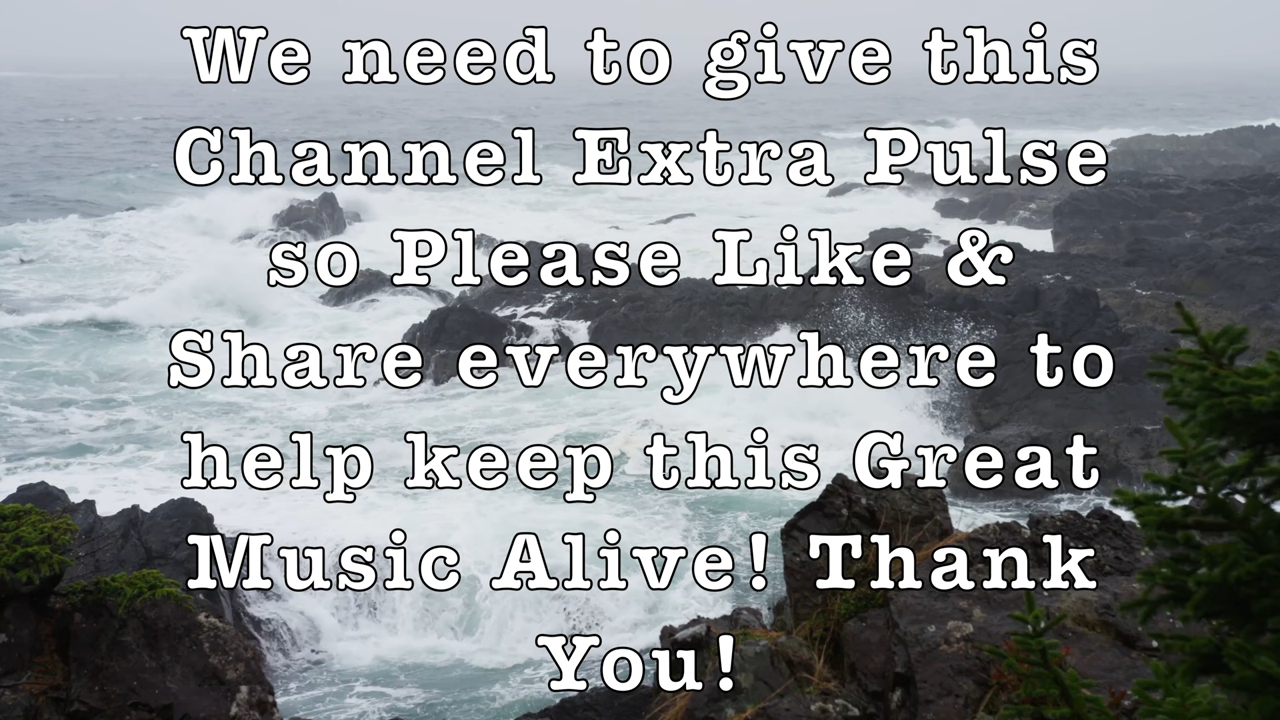 We need to give this
Channel Extra Pulse
so Please Like &
Share everywhere to
help keep this Great
Music Alive! Thank
You!